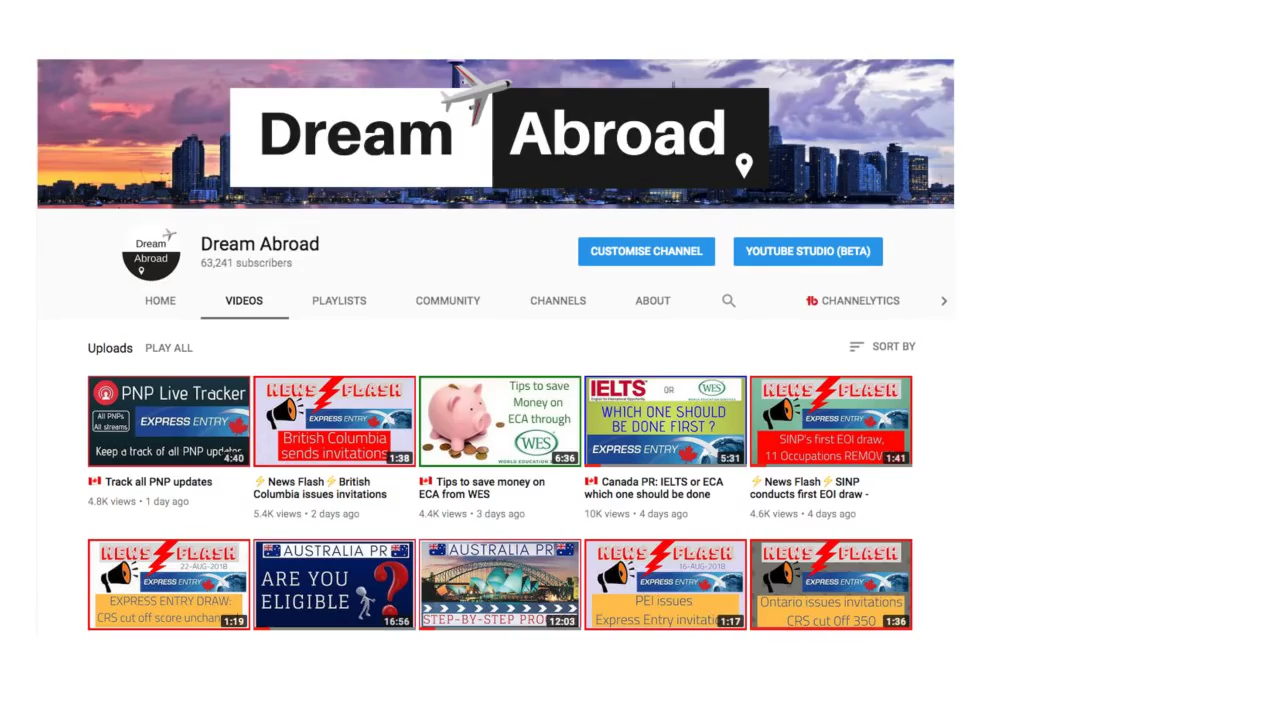 Dream Abroad
Dream
Abroad
Dream Abroad
63,241 subscribers
CUSTOMISE CHANNEL
YOUTUBE STUDIO (BETA)
HOME VIDEOS PLAYLISTS COMMUNITY CHANNELS ABOUT CHANNELYTICS
Uploads PLAY ALL
SORT BY
PNP Live Tracker
All PNPs
All streams
EXPRESS ENTRY
Keep a track of all PNP updates
4:40
NEWS FLASH
EXPRESS ENTRY
British Columbia
sends invitations
1:38
Tips to save
Money on
ECA through
WES
WORLD EDUCATION
6:36
IELTS OR WES
WHICH ONE SHOULD
BE DONE FIRST ?
EXPRESS ENTRY
5:31
NEWS FLASH
EXPRESS ENTRY
SINP's first EOI draw,
11 Occupations REMOV
1:41
Track all PNP updates
4.8K views • 1 day ago
News Flash British
Columbia issues invitations
5.4K views • 2 days ago
Tips to save money on
ECA from WES
4.4K views • 3 days ago
Canada PR: IELTS or ECA
which one should be done
10K views • 4 days ago
News Flash SINP
conducts first EOI draw -
4.6K views • 4 days ago
NEWS FLASH
22-AUG-2018
EXPRESS ENTRY
EXPRESS ENTRY DRAW:
CRS cut off score unchan
1:19
AUSTRALIA PR
ARE YOU
ELIGIBLE
16:56
AUSTRALIA PR
STEP-BY-STEP PRO
12:03
NEWS FLASH
16-AUG-2018
EXPRESS ENTRY
PEI issues
Express Entry invitatio
1:17
NEWS FLASH
EXPRESS ENTRY
Ontario issues invitations
CRS cut Off 350
1:36